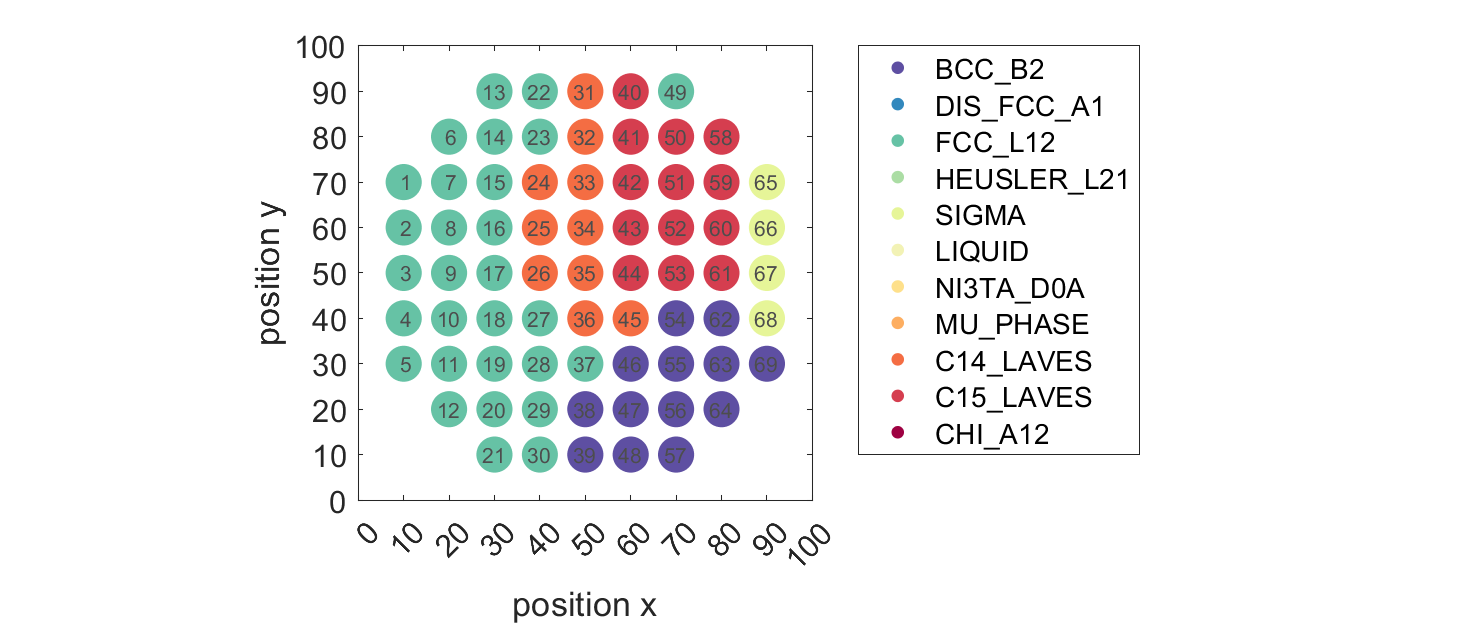 100
90 13 22 31 40 49
80 6 14 23 32 41 50 58
70 1 7 15 24 33 42 51 59 65
60 2 8 16 25 34 43 52 60 66
50 3 9 17 26 35 44 53 61 67
40 4 10 18 27 36 45 54 62 68
30 5 11 19 28 37 46 55 63 69
20 12 20 29 38 47 56 64
10 21 30 39 48 57
0
0 10 20 30 40 50 60 70 80 90 100
position x
position y
BCC_B2
DIS_FCC_A1
FCC_L12
HEUSLER_L21
SIGMA
LIQUID
NI3TA_D0A
MU_PHASE
C14_LAVES
C15_LAVES
CHI_A12